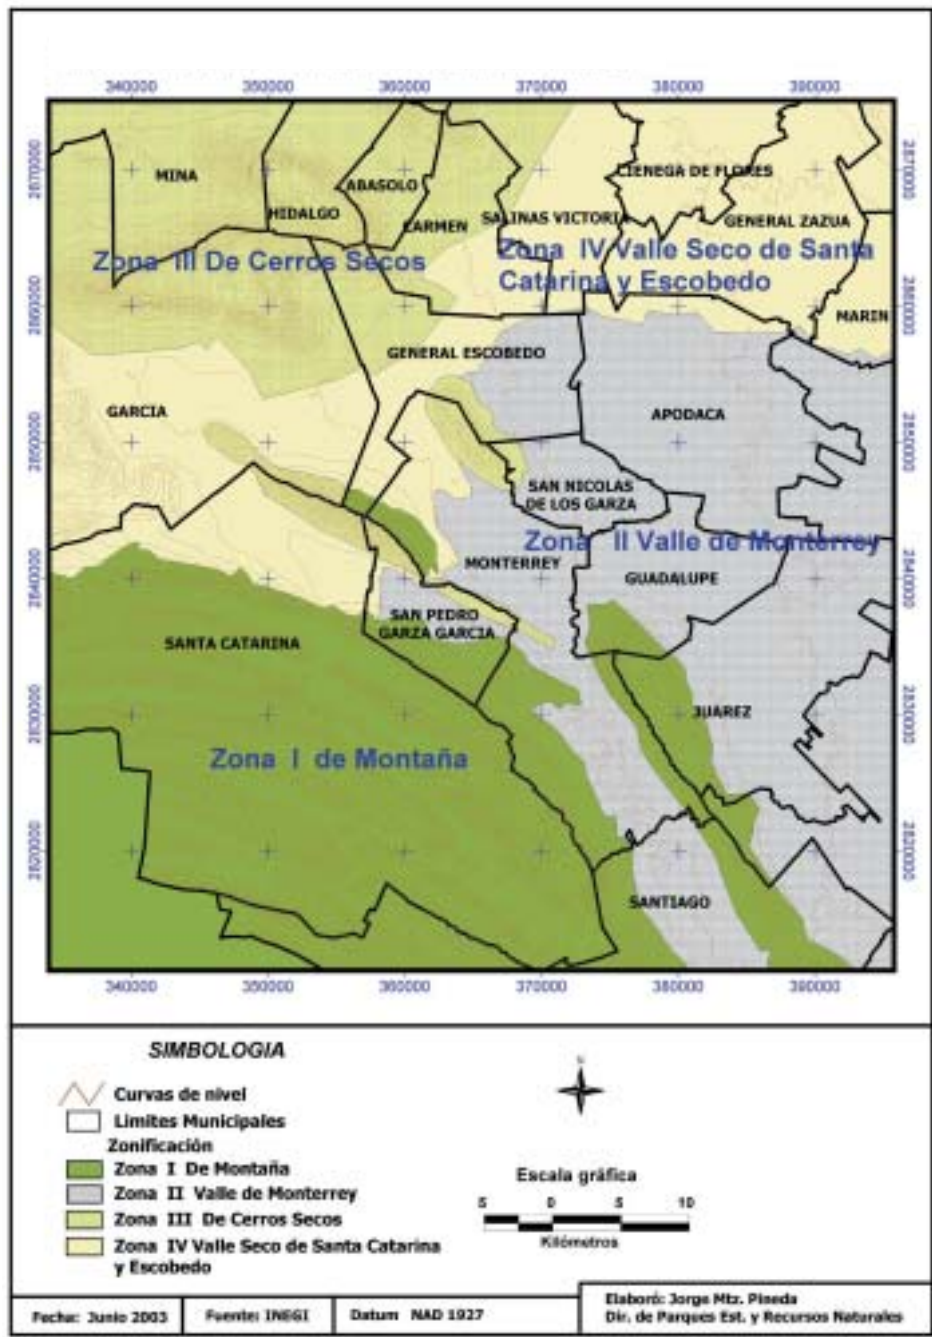 340000 350000 360000 370000 380000 390000
2870000 2870000
MINA
CIENEGA DE FLORES
ABASOLO
HIDALGO
CARMEN
SALINAS VICTORIA
GENERAL ZAZUA
Zona III De Cerros Secos
Zona IV Valle Seco de Santa
Catarina y Escobedo
2860000 2860000
MARIN
GENERAL ESCOBEDO
GARCIA
APODACA
2850000 2850000
SAN NICOLAS
DE LOS GARZA
Zona II Valle de Monterrey
MONTERREY
GUADALUPE
2840000 2840000
SAN PEDRO
GARZA GARCIA
SANTA CATARINA
2830000 2830000
JUAREZ
Zona I de Montaña
2820000 2820000
SANTIAGO
340000 350000 360000 370000 380000 390000
SIMBOLOGIA
N
Curvas de nivel
Limites Municipales
Zonificación
Zona I De Montaña
Zona II Valle de Monterrey
Zona III De Cerros Secos
Zona IV Valle Seco de Santa Catarina
y Escobedo
Escala gráfica
5 0 5 10
Kilómetros
Fecha: Junio 2003
Fuente: INEGI
Datum NAD 1927
Elaboró: Jorge Mtz. Pineda
Dir. de Parques Est. y Recursos Naturales